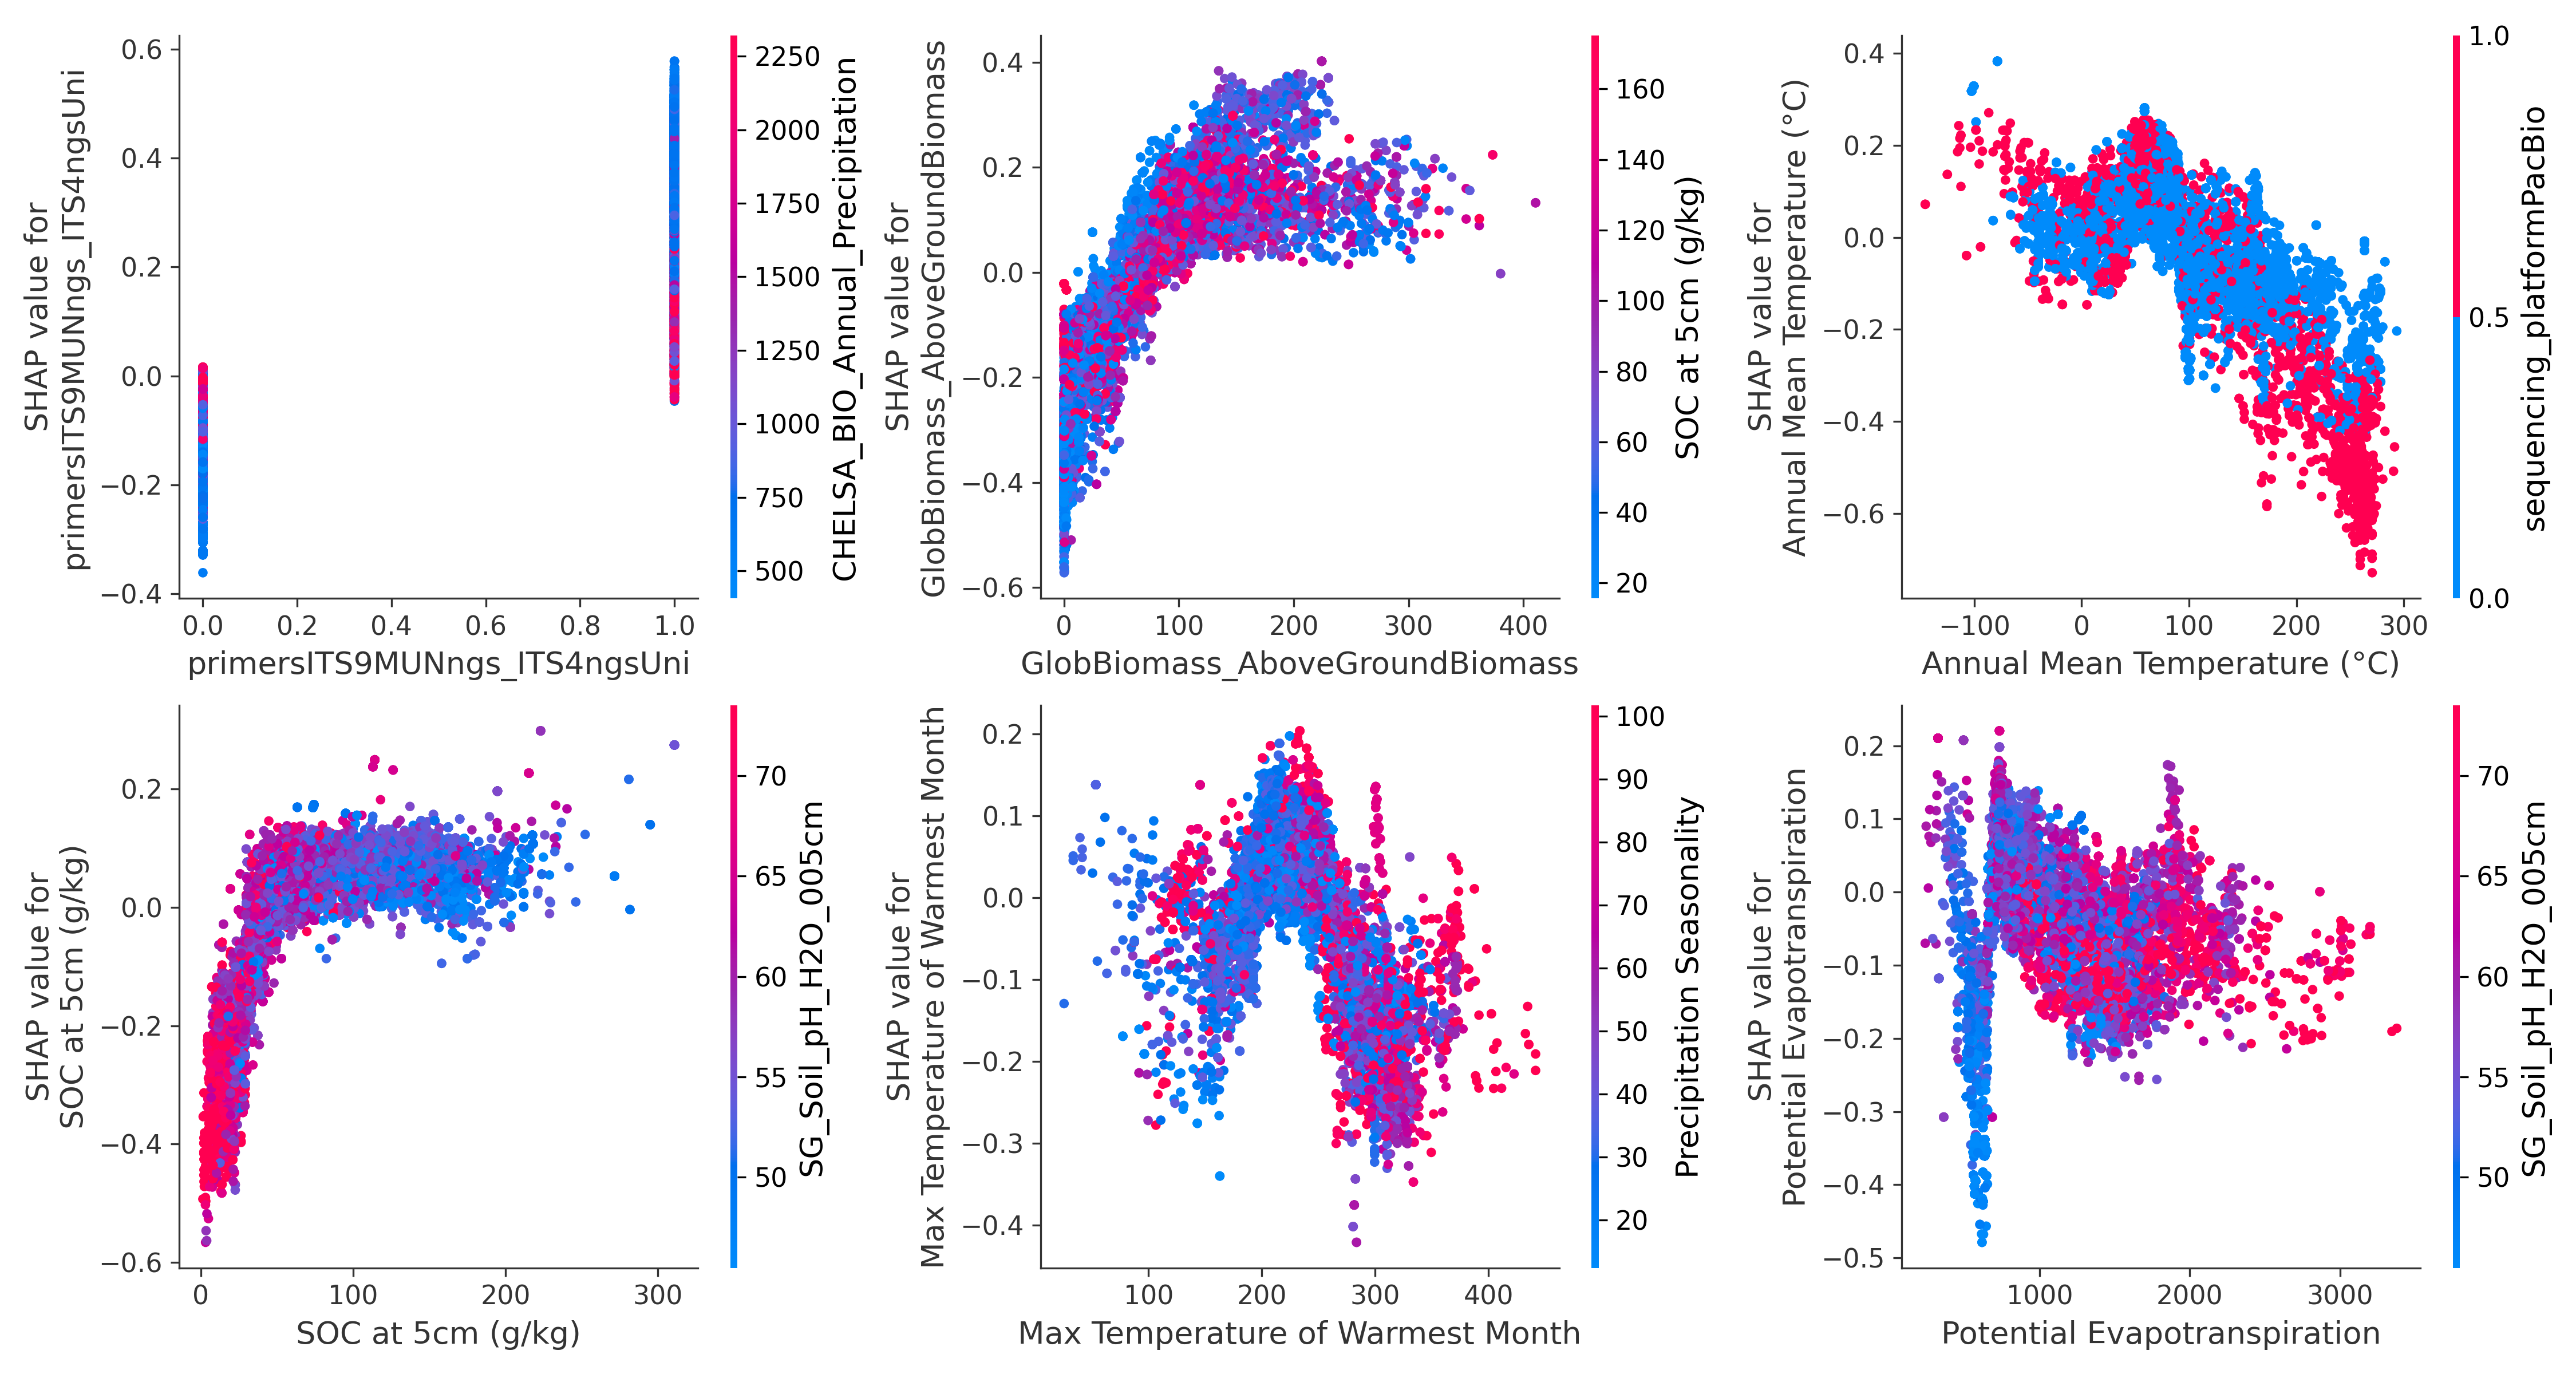 SHAP value for
primersITS9MUNngs_ITS4ngsUni
0.6
0.4
0.2
0.0
−0.2
−0.4
0.0 0.2 0.4 0.6 0.8 1.0
primersITS9MUNngs_ITS4ngsUni
2250
2000
1750
1500
1250
1000
750
500
CHELSA_BIO_Annual_Precipitation
SHAP value for
GlobBiomass_AboveGroundBiomass
0.4
0.2
0.0
−0.2
−0.4
−0.6
0 100 200 300 400
GlobBiomass_AboveGroundBiomass
160
140
120
100
80
60
40
20
SOC at 5cm (g/kg)
SHAP value for
Annual Mean Temperature (°C)
0.4
0.2
0.0
−0.2
−0.4
−0.6
−100 0 100 200 300
Annual Mean Temperature (°C)
1.0
0.5
0.0
sequencing_platformPacBio
SHAP value for
SOC at 5cm (g/kg)
0.2
0.0
−0.2
−0.4
−0.6
0 100 200 300
SOC at 5cm (g/kg)
70
65
60
55
50
SG_Soil_pH_H2O_005cm
SHAP value for
Max Temperature of Warmest Month
0.2
0.1
0.0
−0.1
−0.2
−0.3
−0.4
100 200 300 400
Max Temperature of Warmest Month
100
90
80
70
60
50
40
30
20
Precipitation Seasonality
SHAP value for
Potential Evapotranspiration
0.2
0.1
0.0
−0.1
−0.2
−0.3
−0.4
−0.5
1000 2000 3000
Potential Evapotranspiration
70
65
60
55
50
SG_Soil_pH_H2O_005cm